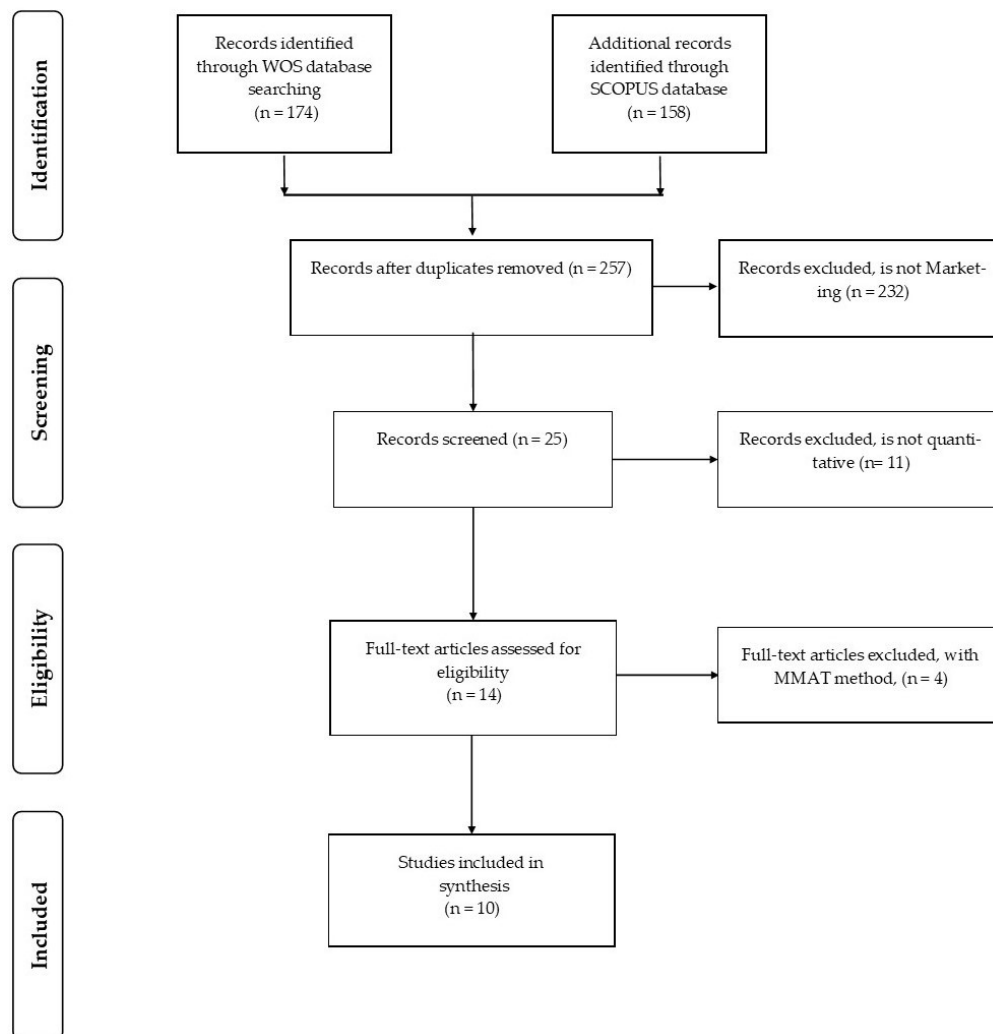 Identification
Records identified
through WOS database
searching
(n = 174)
Additional records
identified through
SCOPUS database
(n = 158)
Records after duplicates removed (n = 257)
Records excluded, is not Market-
ing (n = 232)
Screening
Records screened (n = 25)
Records excluded, is not quanti-
tative (n= 11)
Eligibility
Full-text articles assessed for
eligibility
(n = 14)
Full-text articles excluded, with
MMAT method, (n = 4)
Included
Studies included in
synthesis
(n = 10)